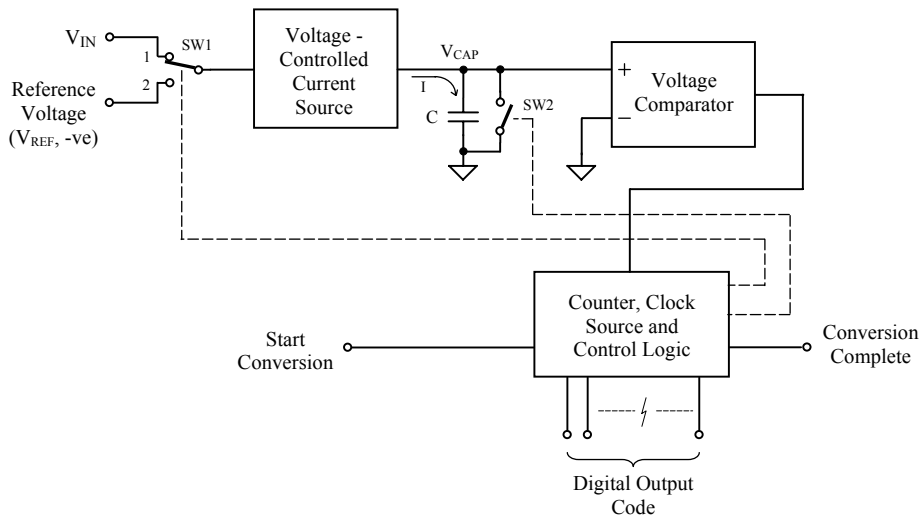 V_IN
1
SW1
2
Reference
Voltage
(V_REF, -ve)
Voltage -
Controlled
Current
Source
V_CAP
I
C
SW2
+
−
Voltage
Comparator
Counter, Clock
Source and
Control Logic
Start
Conversion
Conversion
Complete
Digital Output
Code